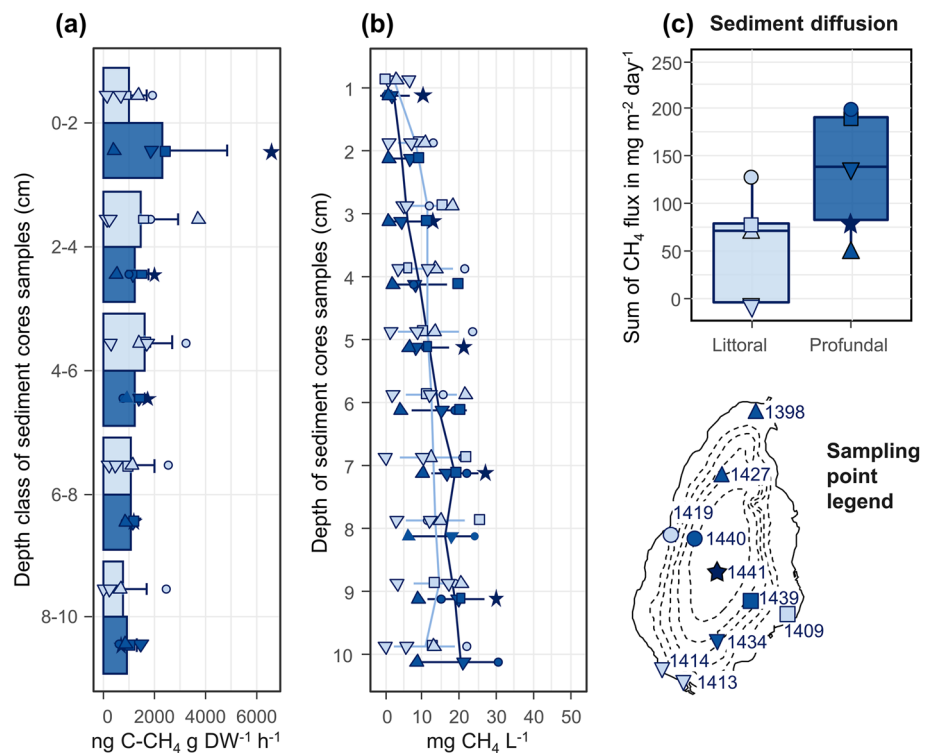 (a)
Depth class of sediment cores samples (cm)
0-2
2-4
4-6
6-8
8-10
0 2000 4000 6000
ng C-CH₄ g DW⁻¹ h⁻¹
(b)
Depth of sediment cores samples (cm)
1
2
3
4
5
6
7
8
9
10
0 10 20 30 40 50
mg CH₄ L⁻¹
(c) Sediment diffusion
Sum of CH₄ flux in mg m⁻² day⁻¹
250
200
150
100
50
0
Littoral Profundal
Sampling
point
legend
1398
1427
1419
1440
1441
1439
1409
1434
1414
1413